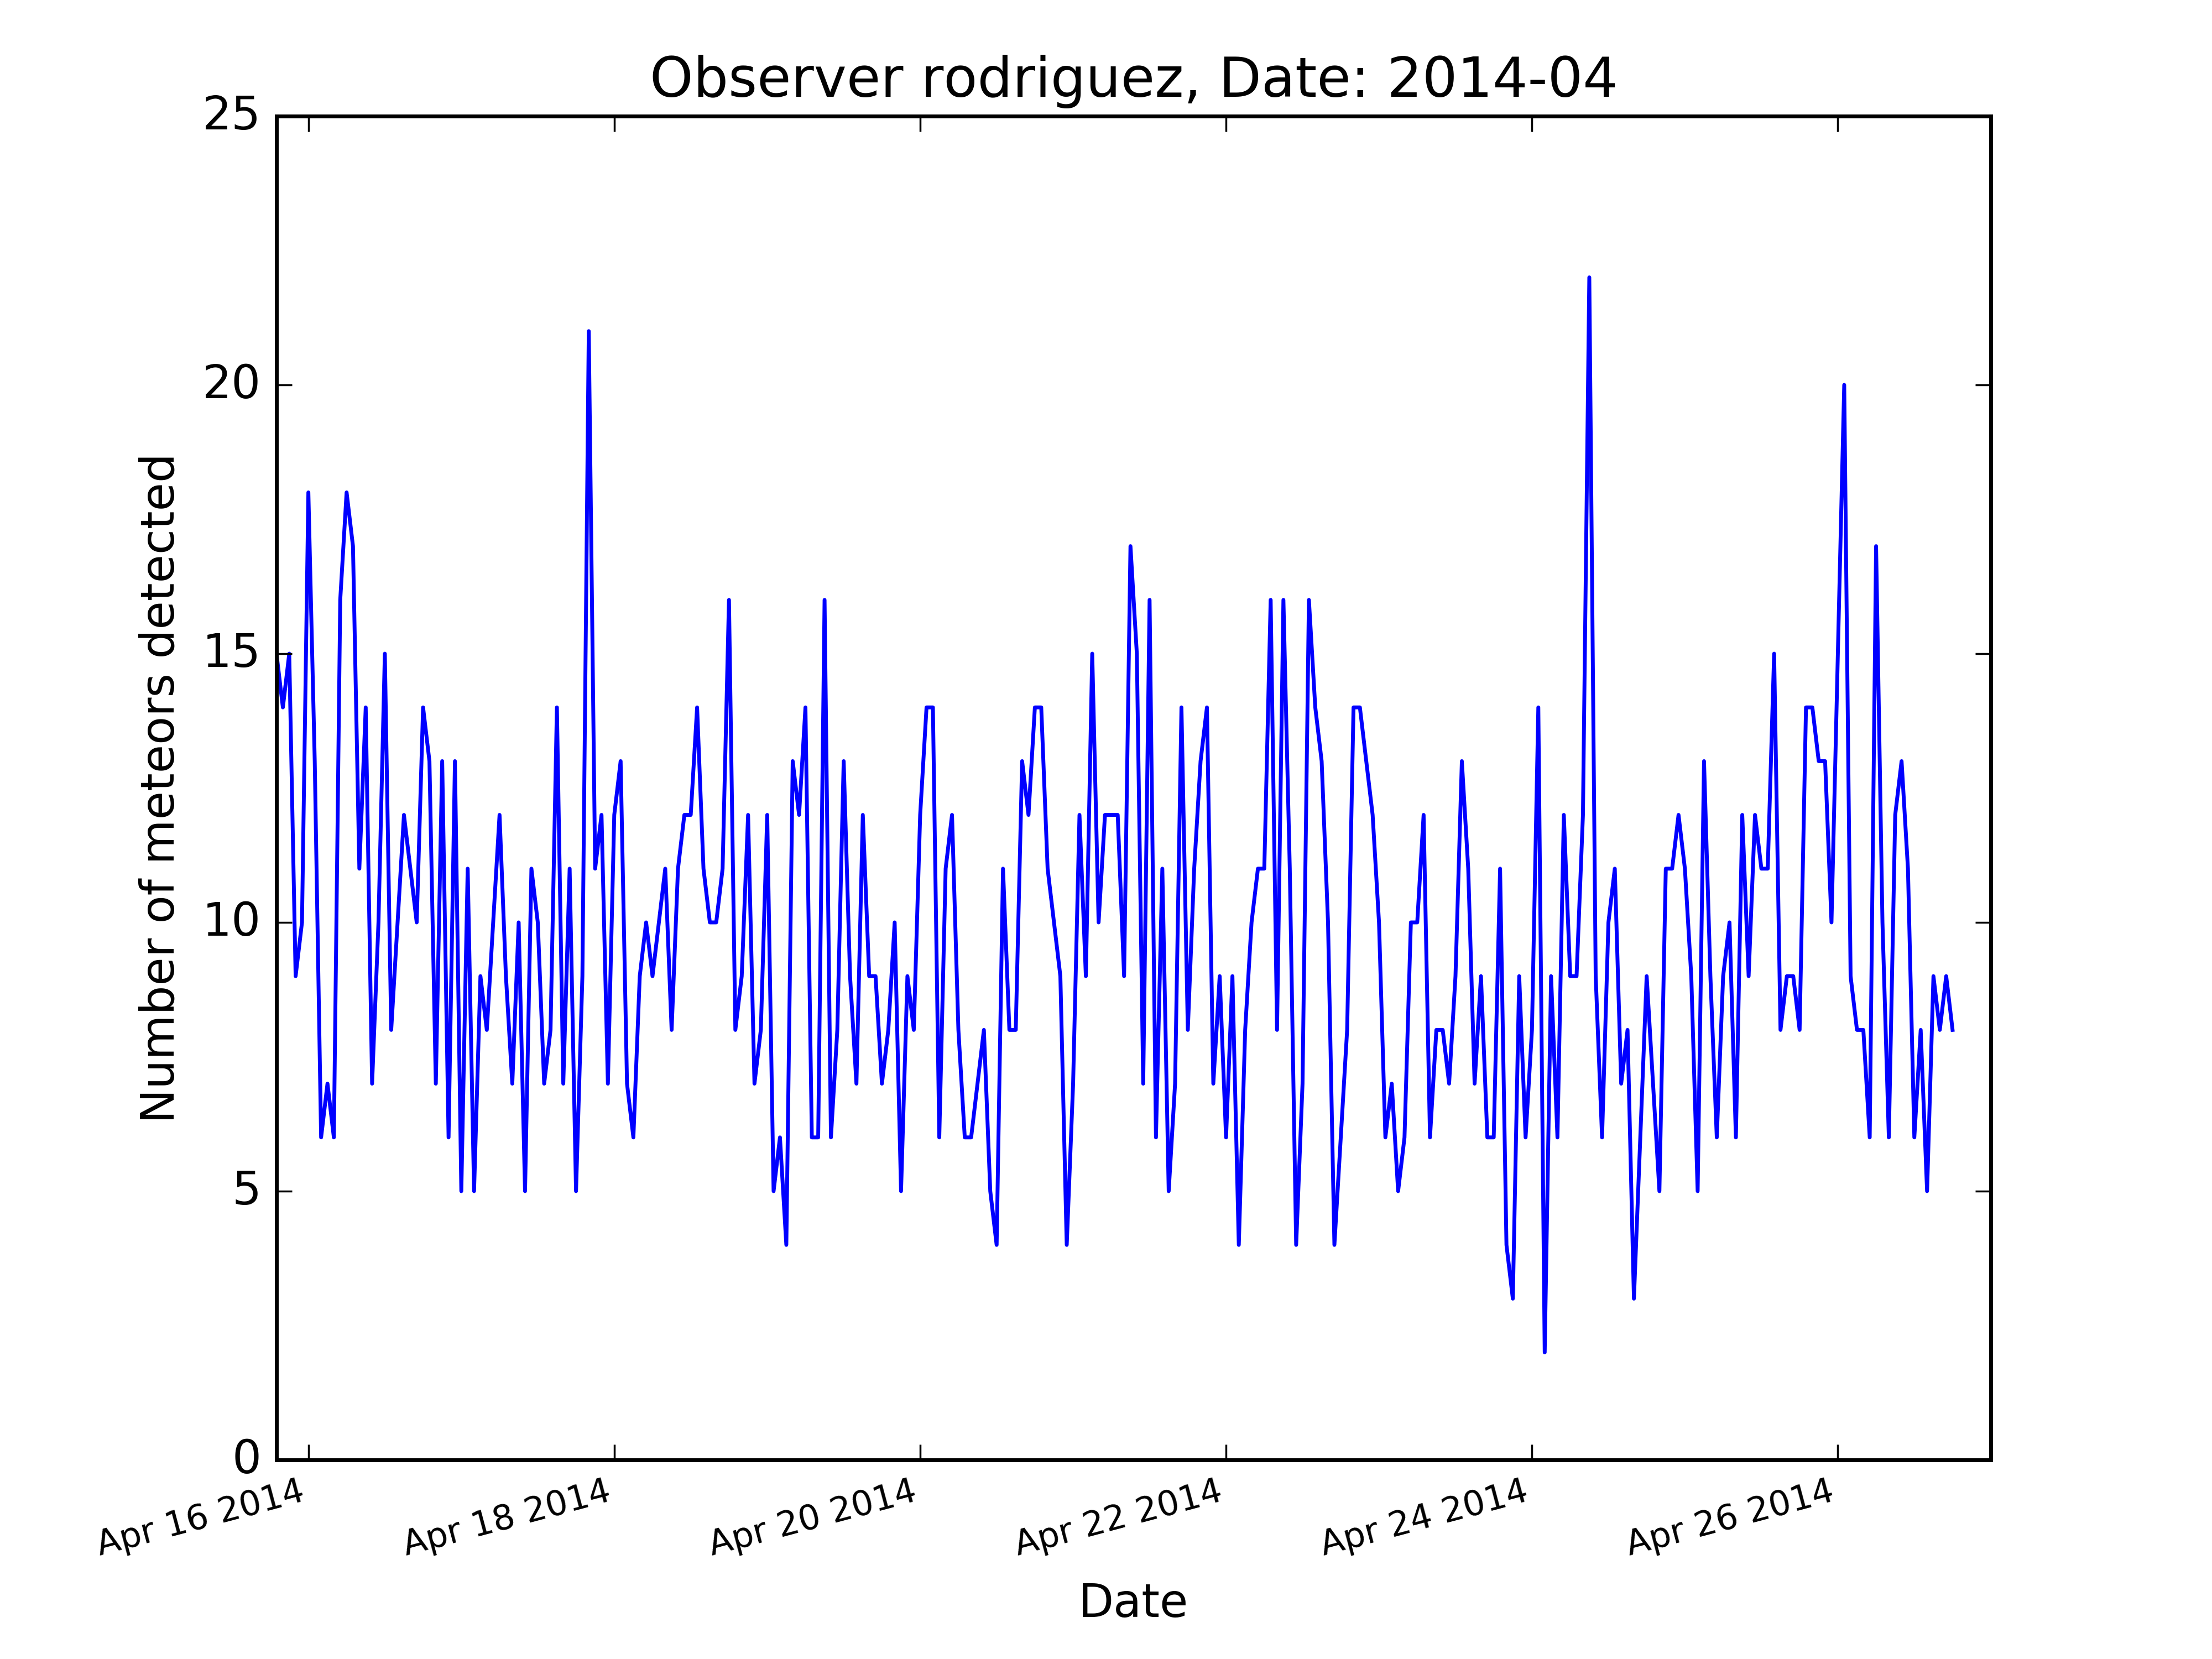 Observer rodriguez, Date: 2014-04
Number of meteors detected
25
20
15
10
5
0
Apr 16 2014
Apr 18 2014
Apr 20 2014
Apr 22 2014
Apr 24 2014
Apr 26 2014
Date